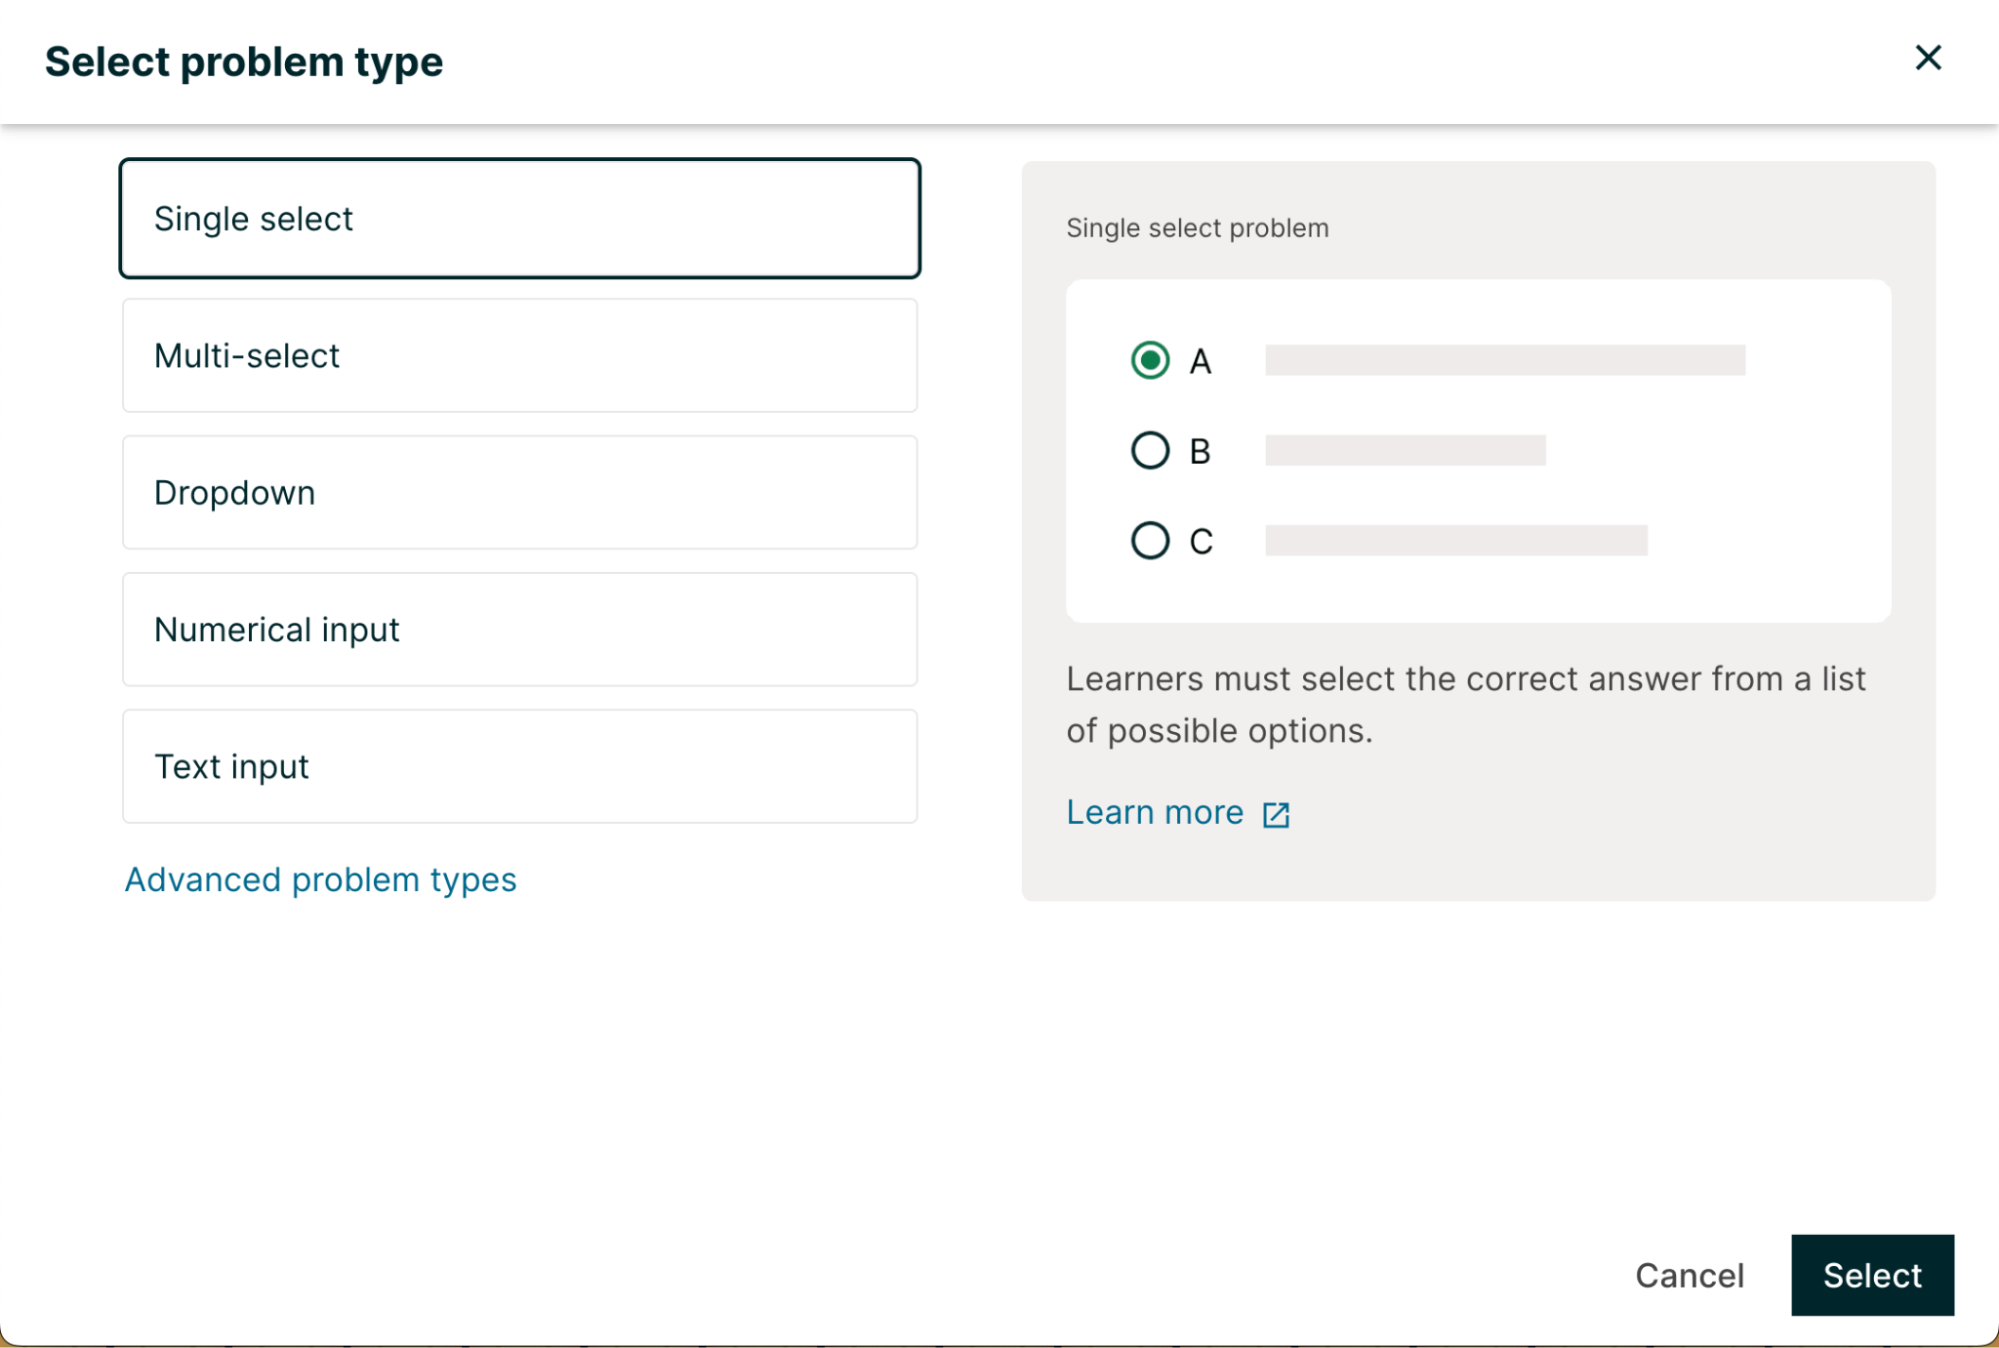 Select problem type
Single select
Multi-select
Dropdown
Numerical input
Text input
Advanced problem types
Single select problem
A
B
C
Learners must select the correct answer from a list
of possible options.
Learn more
Cancel
Select